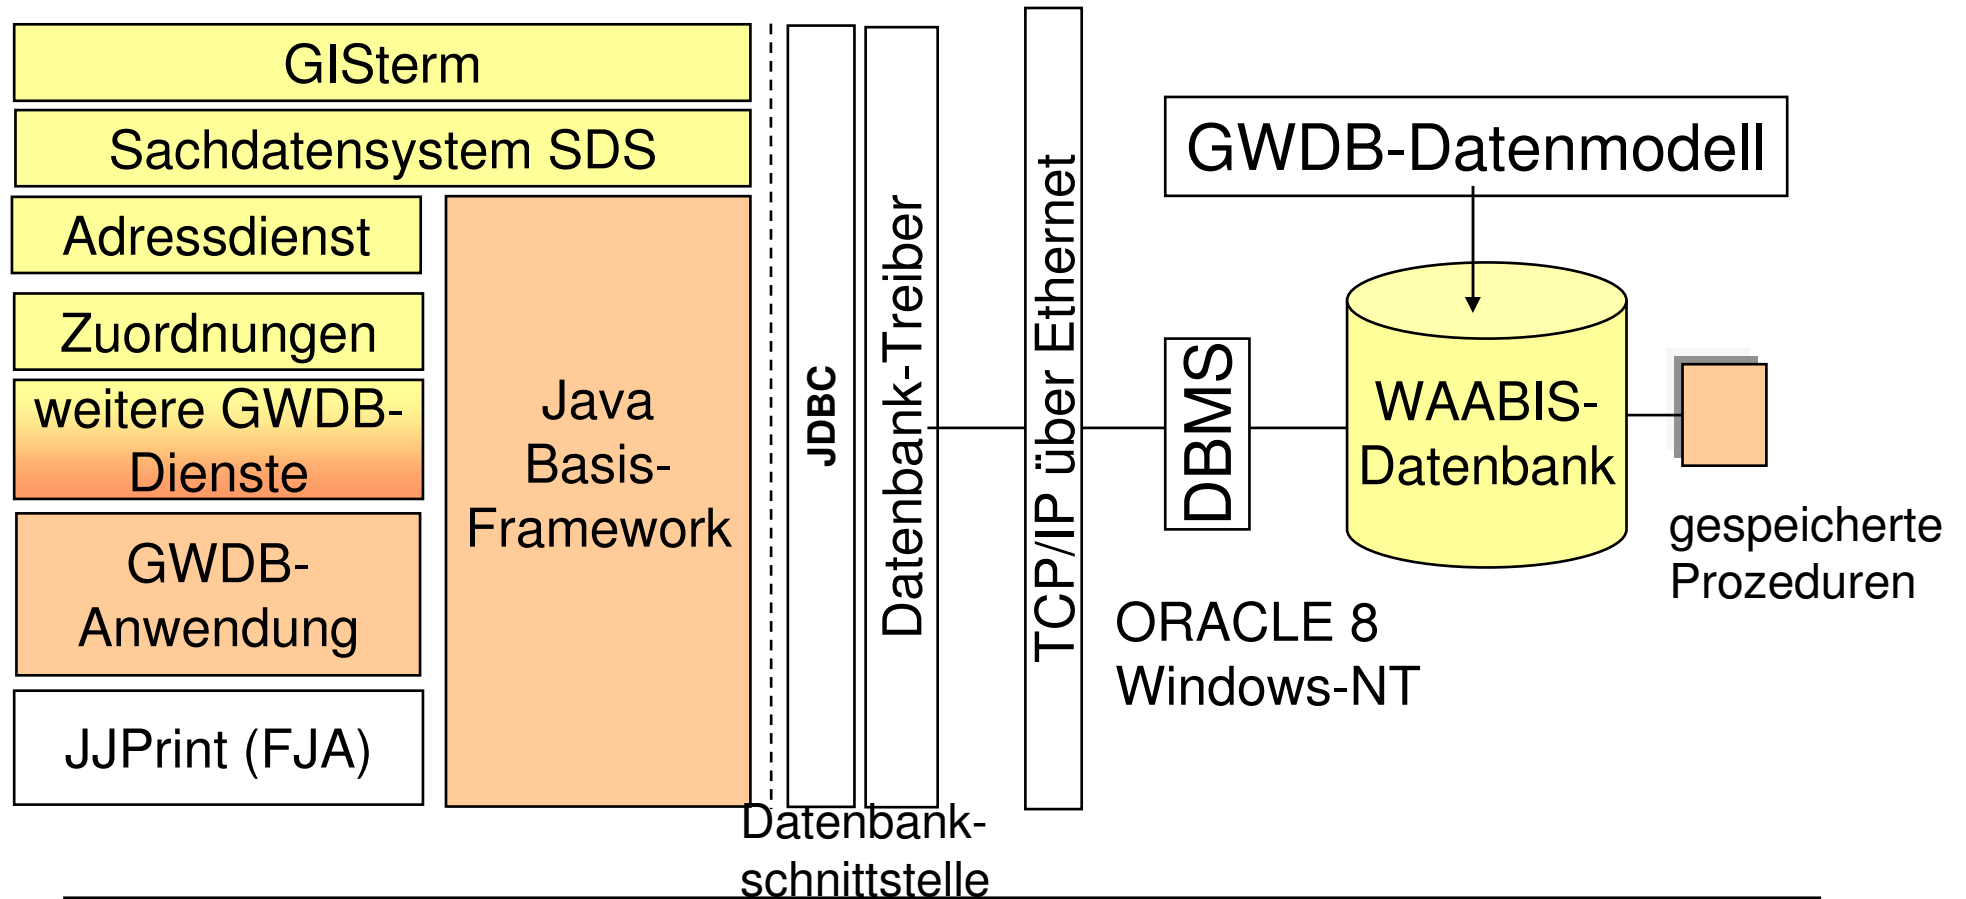 GISterm
Sachdatensystem SDS
Adressdienst
Zuordnungen
weitere GWDB-
Dienste
GWDB-
Anwendung
JJPrint (FJA)
Java
Basis-
Framework
JDBC
Datenbank-Treiber
Datenbank-
schnittstelle
TCP/IP über Ethernet
DBMS
ORACLE 8
Windows-NT
GWDB-Datenmodell
WAABIS-
Datenbank
gespeicherte
Prozeduren